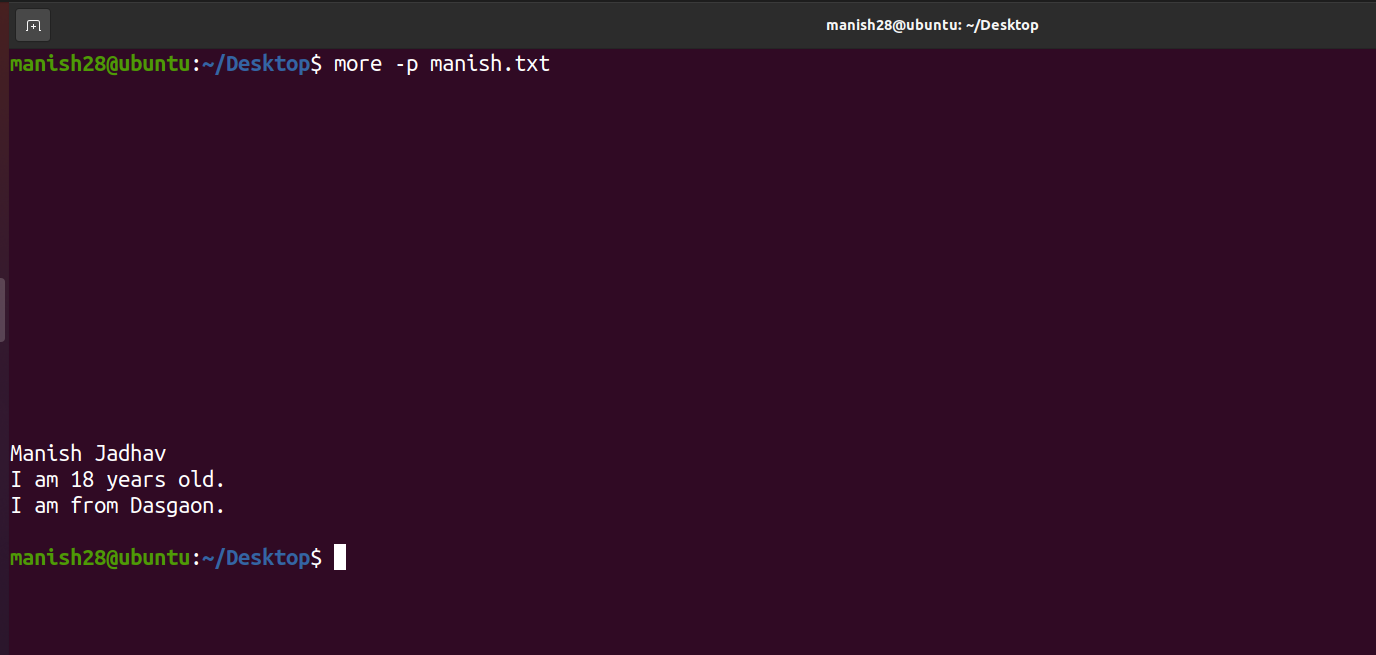 manish28@ubuntu: ~/Desktop
manish28@ubuntu:~/Desktop$ more -p manish.txt
Manish Jadhav
I am 18 years old.
I am from Dasgaon.
manish28@ubuntu:~/Desktop$